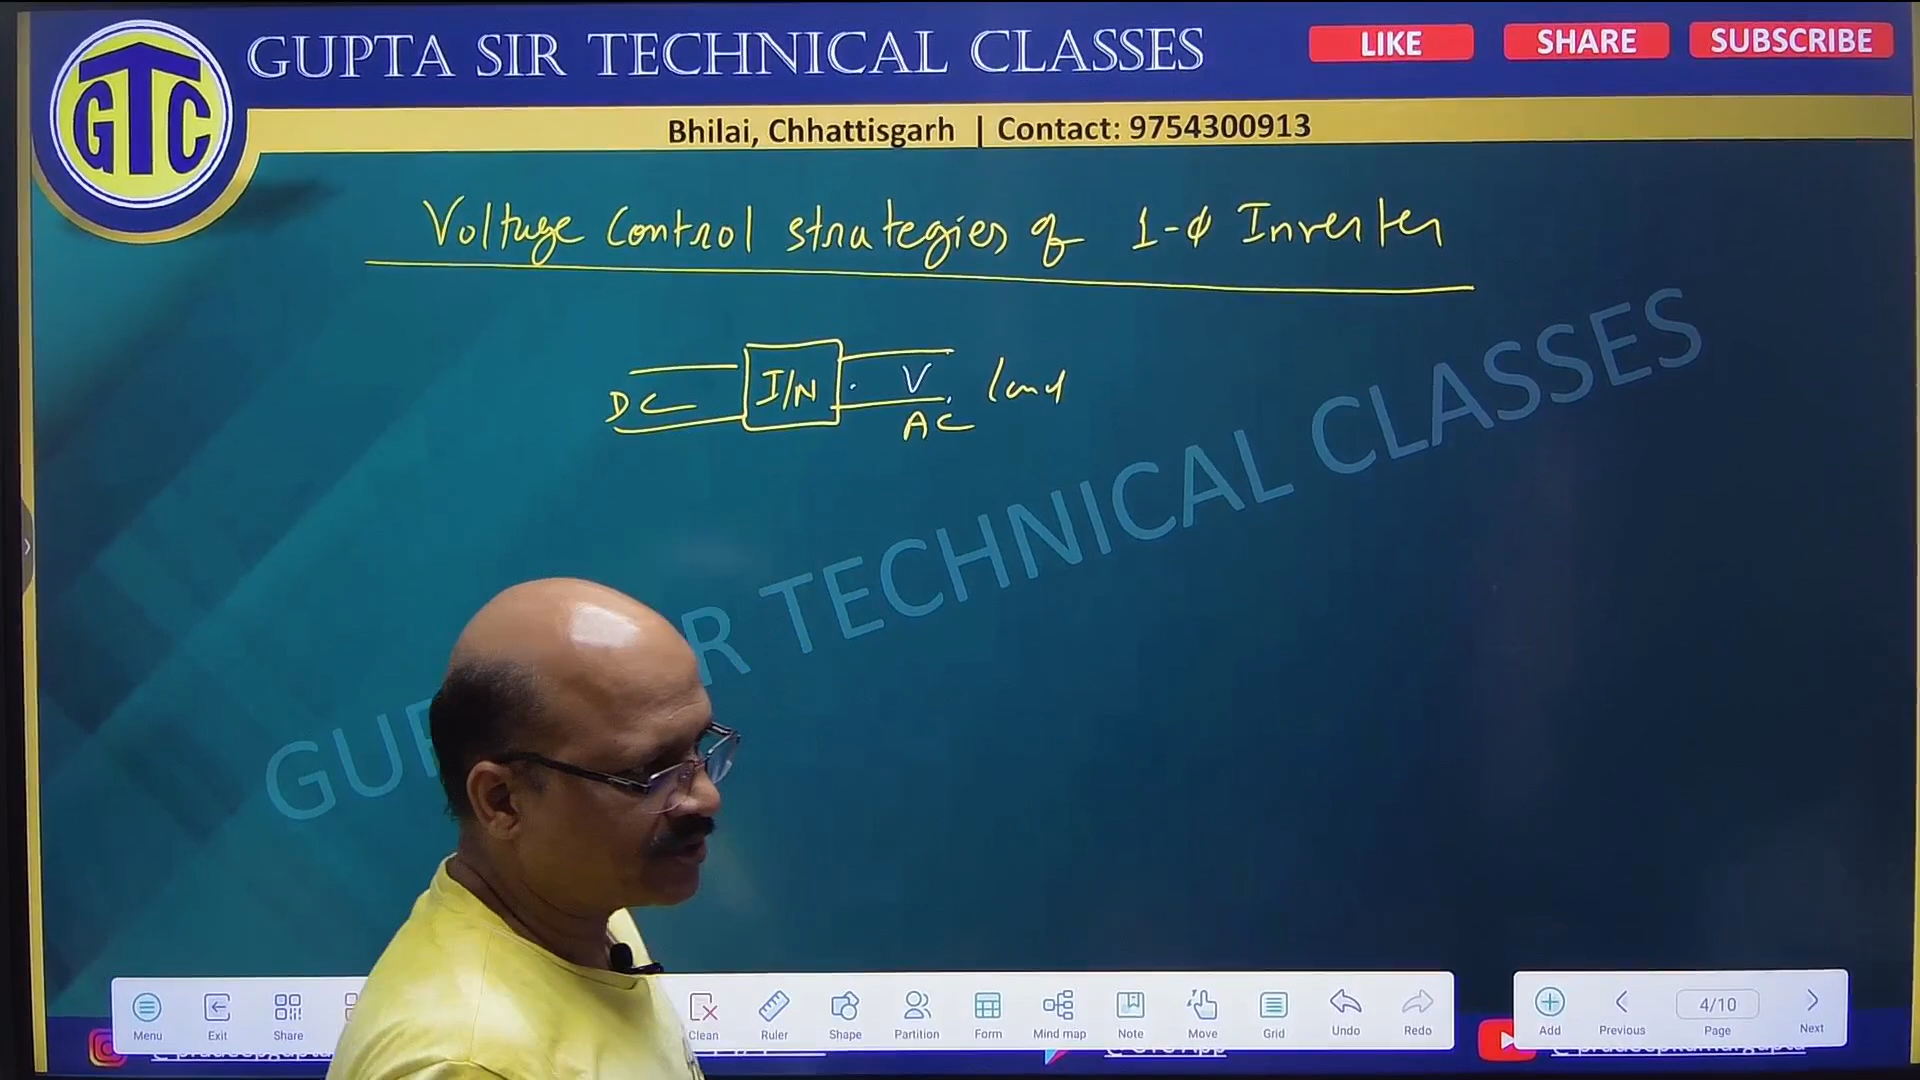 GTC
GUPTA SIR TECHNICAL CLASSES
LIKE
SHARE
SUBSCRIBE
Bhilai, Chhattisgarh | Contact: 9754300913
Voltage Control strategies of 1-φ Inverter
DC
I/N
V
AC
load
GUP R TECHNICAL CLASSES
Menu
Exit
Share
Clean
Ruler
Shape
Partition
Form
Mind map
Note
Move
Grid
Undo
Redo
Add
Previous
4/10
Page
Next